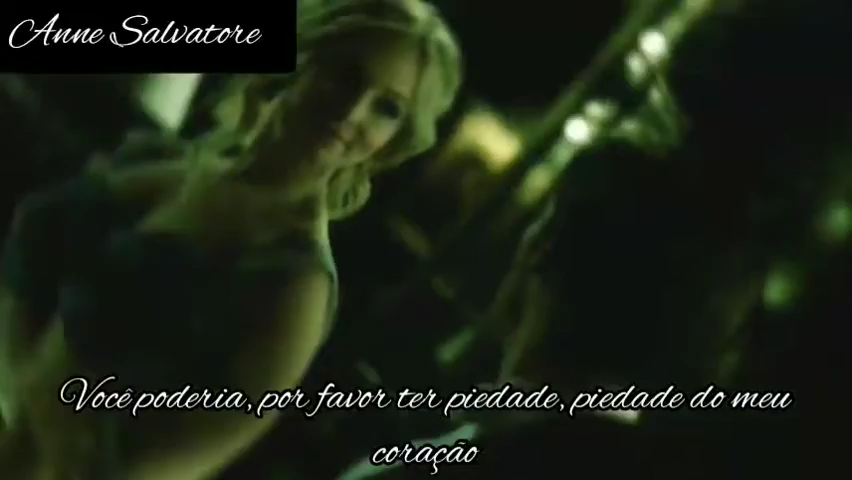 Anne Salvatore
Você poderia, por favor ter piedade, piedade do meu
coração